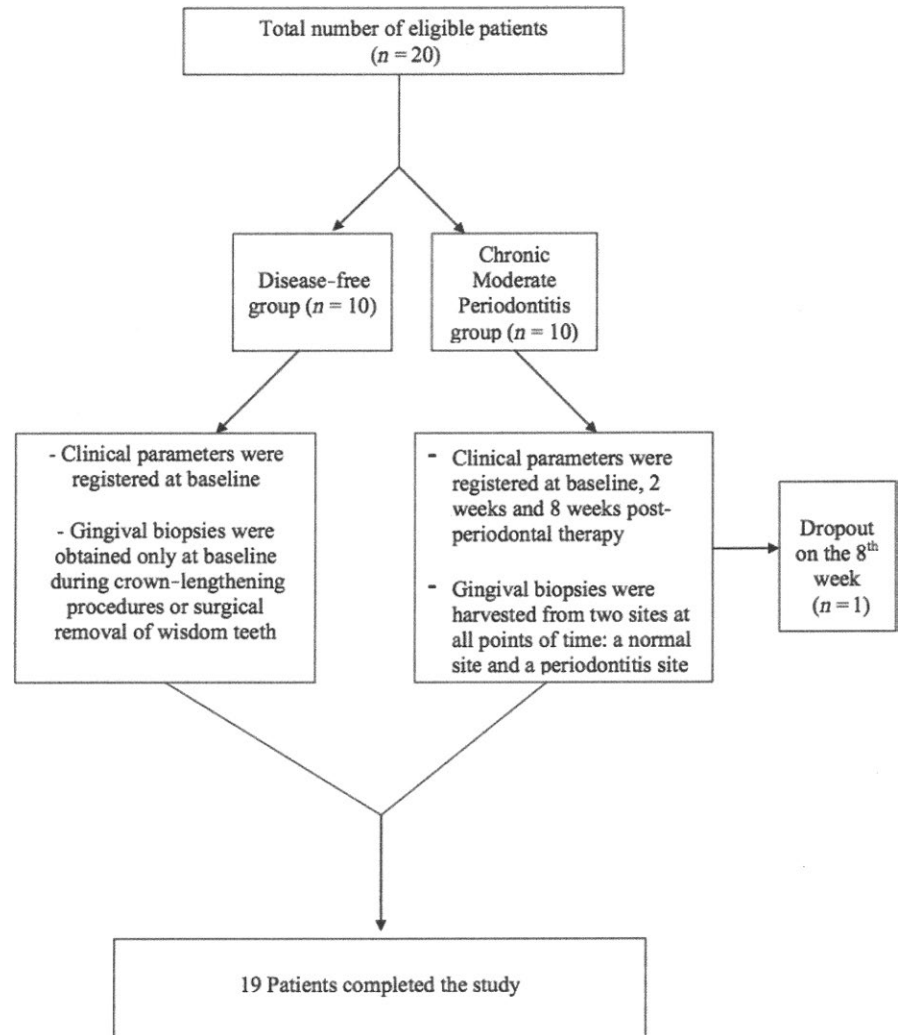 Total number of eligible patients
(n = 20)
Disease-free
group (n = 10)
Chronic
Moderate
Periodontitis
group (n = 10)
- Clinical parameters were
registered at baseline
- Gingival biopsies were
obtained only at baseline
during crown-lengthening
procedures or surgical
removal of wisdom teeth
- Clinical parameters were
registered at baseline, 2
weeks and 8 weeks post-
periodontal therapy
- Gingival biopsies were
harvested from two sites at
all points of time: a normal
site and a periodontitis site
Dropout
on the 8th
week
(n = 1)
19 Patients completed the study